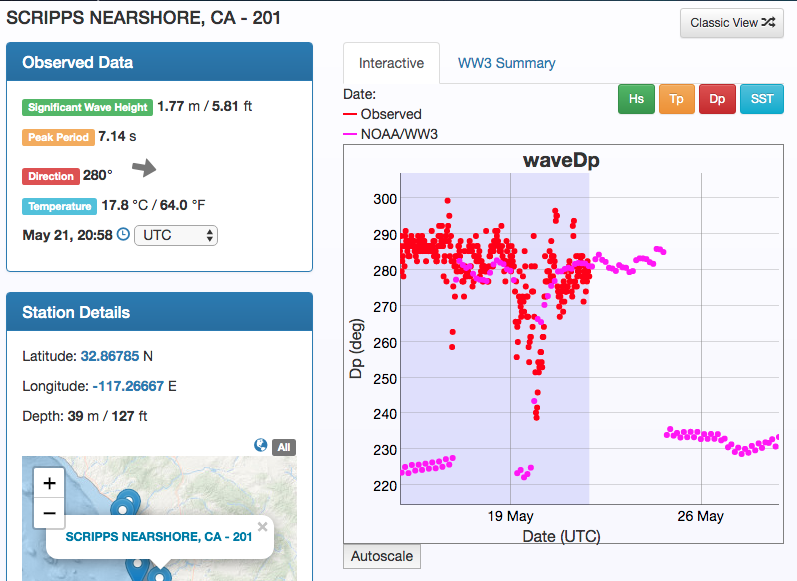 SCRIPPS NEARSHORE, CA - 201
Classic View
Observed Data
Significant Wave Height 1.77 m / 5.81 ft
Peak Period 7.14 s
Direction 280°
Temperature 17.8 °C / 64.0 °F
May 21, 20:58 UTC
Station Details
Latitude: 32.86785 N
Longitude: -117.26667 E
Depth: 39 m / 127 ft
All
+
−
SCRIPPS NEARSHORE, CA - 201 ×
Interactive WW3 Summary
Date:
Hs Tp Dp SST
Observed
NOAA/WW3
waveDp
Dp (deg)
300
290
280
270
260
250
240
230
220
19 May 26 May
Date (UTC)
Autoscale